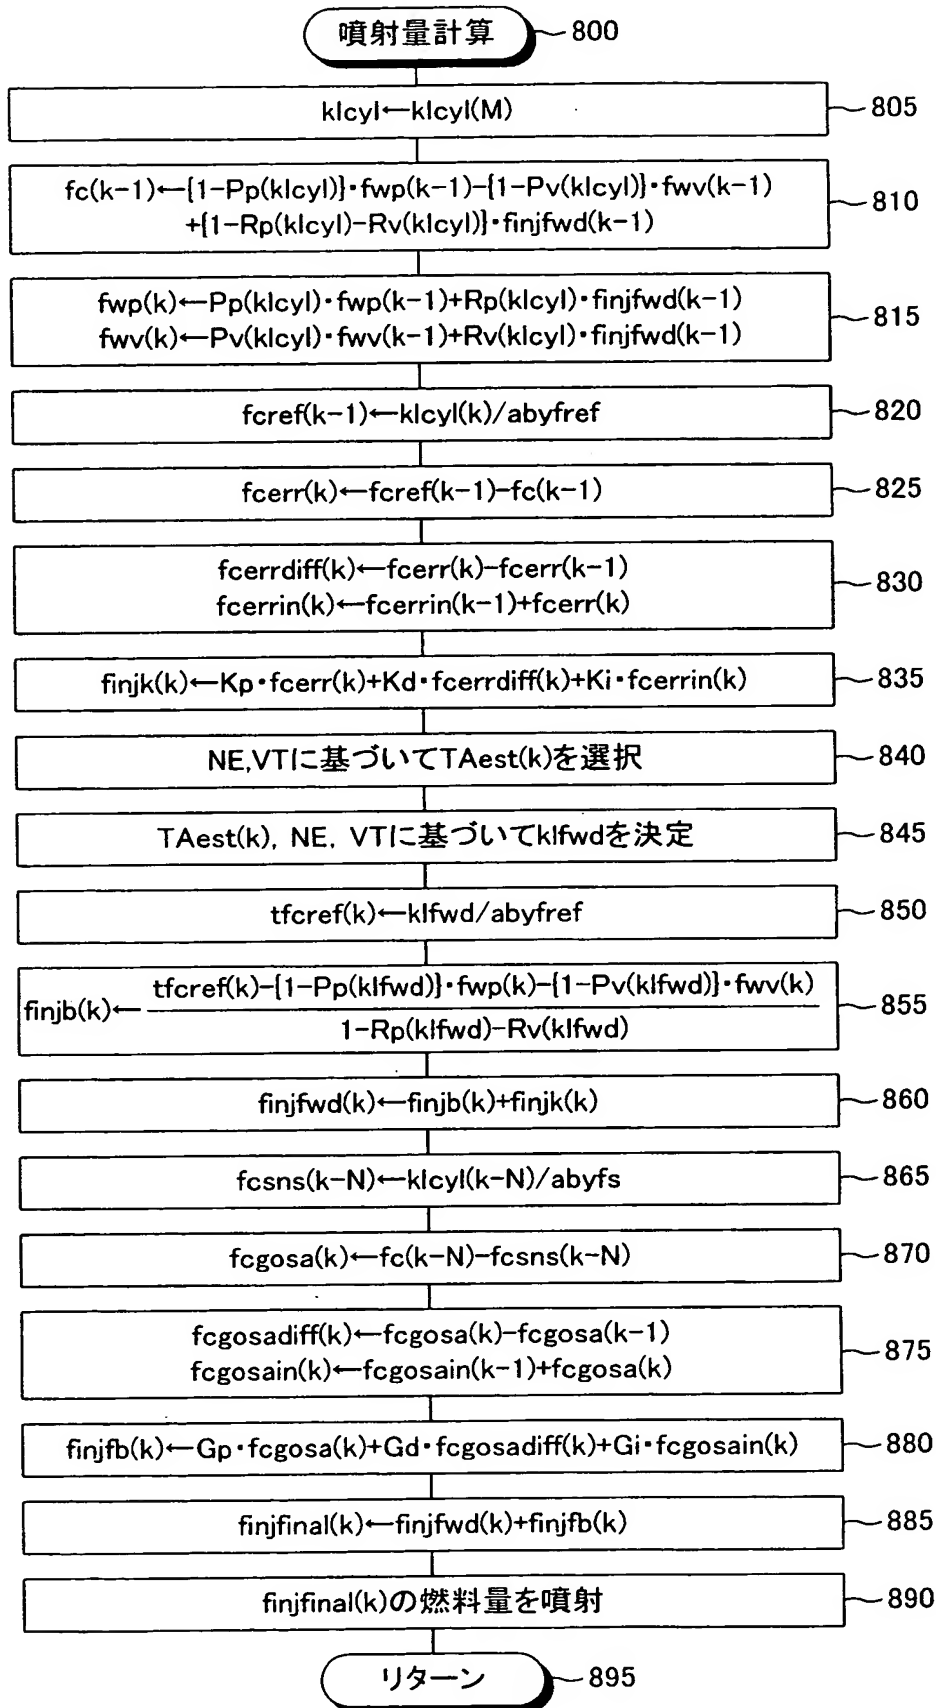 噴射量計算 800
klcyl←klcyl(M) 805
fc(k-1)←{1-Pp(klcyl)}・fwp(k-1)-{1-Pv(klcyl)}・fwv(k-1)
+{1-Rp(klcyl)-Rv(klcyl)}・finjfwd(k-1) 810
fwp(k)←Pp(klcyl)・fwp(k-1)+Rp(klcyl)・finjfwd(k-1)
fwv(k)←Pv(klcyl)・fwv(k-1)+Rv(klcyl)・finjfwd(k-1) 815
fcref(k-1)←klcyl(k)/abyfref 820
fcerr(k)←fcref(k-1)-fc(k-1) 825
fcerrdiff(k)←fcerr(k)-fcerr(k-1)
fcerrin(k)←fcerrin(k-1)+fcerr(k) 830
finjk(k)←Kp・fcerr(k)+Kd・fcerrdiff(k)+Ki・fcerrin(k) 835
NE,VTに基づいてTAest(k)を選択 840
TAest(k), NE, VTに基づいてklfwdを決定 845
tfcref(k)←klfwd/abyfref 850
tfcref(k)-{1-Pp(klfwd)}・fwp(k)-{1-Pv(klfwd)}・fwv(k)
finjb(k)← 855
1-Rp(klfwd)-Rv(klfwd)
finjfwd(k)←finjb(k)+finjk(k) 860
fcsns(k-N)←klcyl(k-N)/abyfs 865
fcgosa(k)←fc(k-N)-fcsns(k-N) 870
fcgosadiff(k)←fcgosa(k)-fcgosa(k-1)
fcgosain(k)←fcgosain(k-1)+fcgosa(k) 875
finjfb(k)←Gp・fcgosa(k)+Gd・fcgosadiff(k)+Gi・fcgosain(k) 880
finjfinal(k)←finjfwd(k)+finjfb(k) 885
finjfinal(k)の燃料量を噴射 890
リターン 895